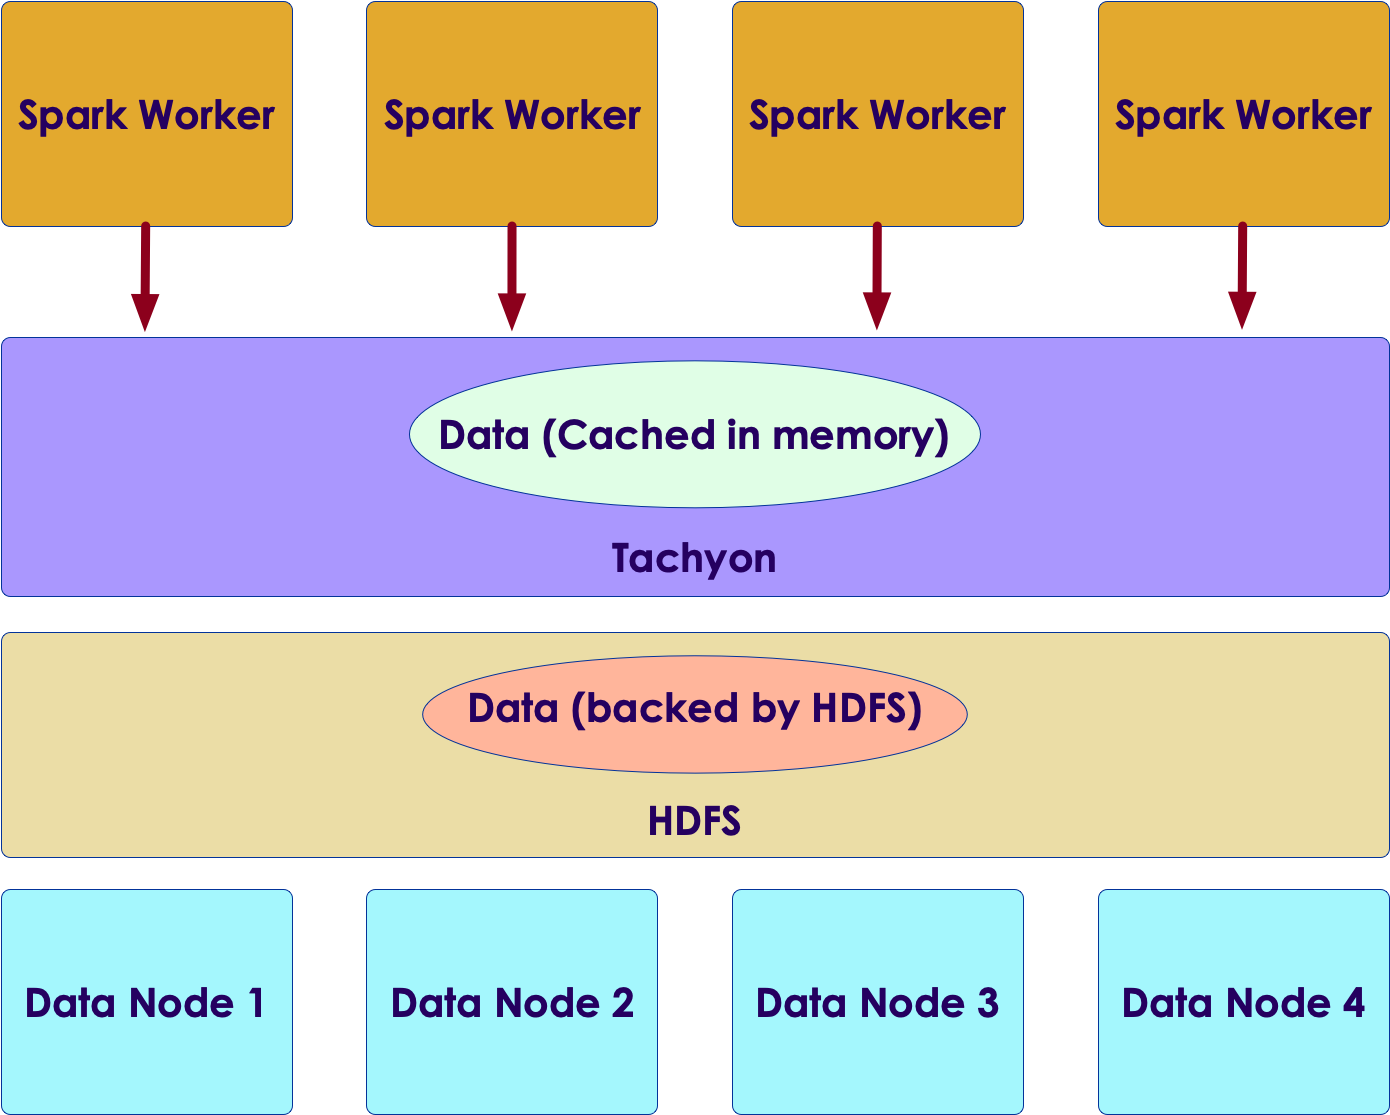 Spark Worker
Spark Worker
Spark Worker
Spark Worker
Data (Cached in memory)
Tachyon
Data (backed by HDFS)
HDFS
Data Node 1
Data Node 2
Data Node 3
Data Node 4